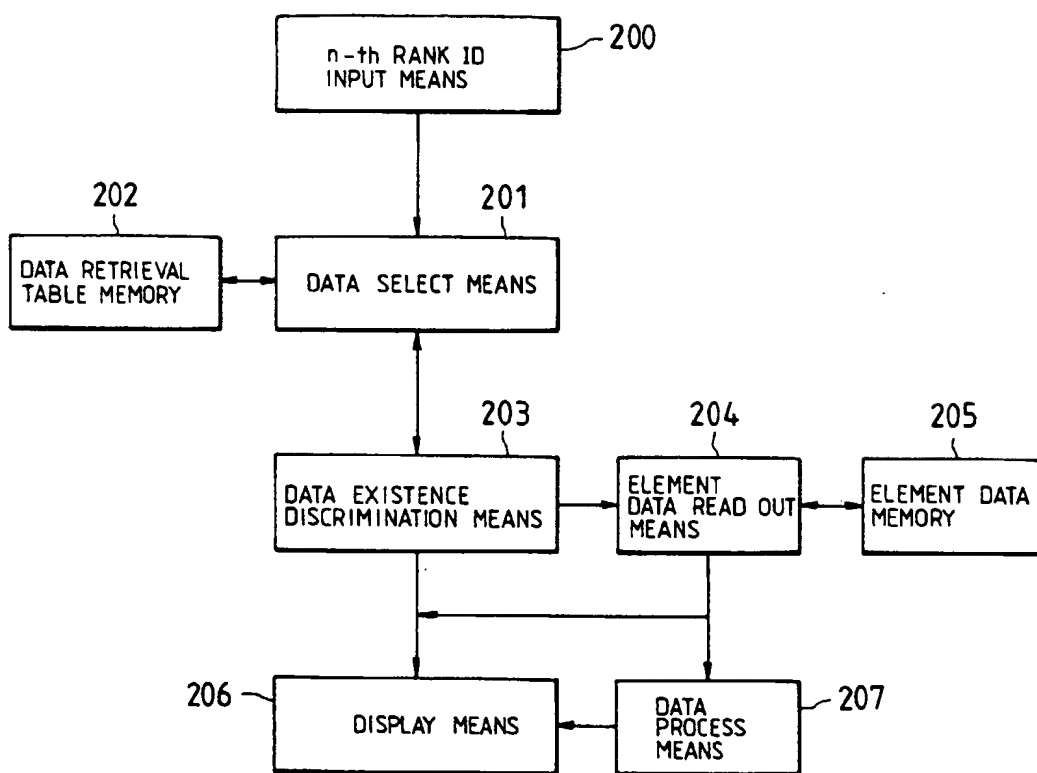 n-th RANK ID
INPUT MEANS
200
202
201
DATA RETRIEVAL
TABLE MEMORY
DATA SELECT MEANS
203
204
205
DATA EXISTENCE
DISCRIMINATION MEANS
ELEMENT
DATA READ OUT
MEANS
ELEMENT DATA
MEMORY
206
DISPLAY MEANS
DATA
PROCESS
MEANS
207